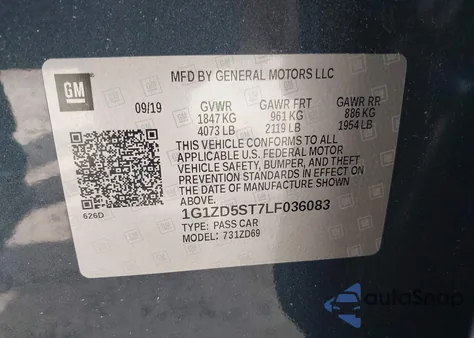 GM
MFD BY GENERAL MOTORS LLC
09/19 GVWR GAWR FRT GAWR RR
1847 KG 961 KG 886 KG
4073 LB 2119 LB 1954 LB
THIS VEHICLE CONFORMS TO ALL
APPLICABLE U.S. FEDERAL MOTOR
VEHICLE SAFETY, BUMPER, AND THEFT
PREVENTION STANDARDS IN EFFECT ON
THE DATE OF MANUFACTURE SHOWN
ABOVE.
626D
1G1ZD5ST7LF036083
TYPE: PASS CAR
MODEL: 731ZD69
autoSnap